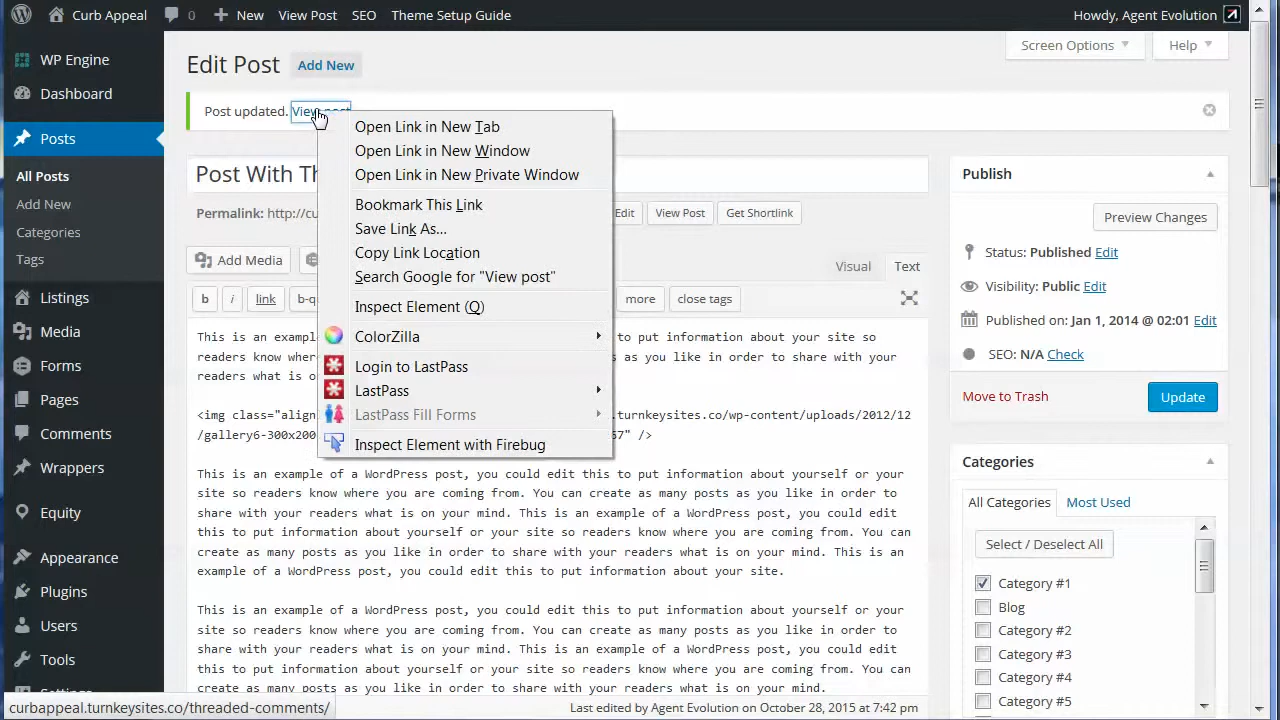 Curb Appeal 0 + New View Post SEO Theme Setup Guide Howdy, Agent Evolution
WP Engine
Dashboard
Posts
All Posts
Add New
Categories
Tags
Listings
Media
Forms
Pages
Comments
Wrappers
Equity
Appearance
Plugins
Users
Tools
Edit Post Add New
Screen Options Help
Post updated. View post
Post With Th
Permalink: http://cu Edit View Post Get Shortlink
Add Media Visual Text
b i link b-q more close tags
Open Link in New Tab
Open Link in New Window
Open Link in New Private Window
Bookmark This Link
Save Link As...
Copy Link Location
Search Google for "View post"
Inspect Element (Q)
ColorZilla
Login to LastPass
LastPass
LastPass Fill Forms
Inspect Element with Firebug
This is an examp to put information about your site so
readers know wher as you like in order to share with your
readers what is o
<img class="align .turnkeysites.co/wp-content/uploads/2012/12
/gallery6-300x200 67" />
This is an example of a WordPress post, you could edit this to put information about yourself or your
site so readers know where you are coming from. You can create as many posts as you like in order to
share with your readers what is on your mind. This is an example of a WordPress post, you could edit
this to put information about yourself or your site so readers know where you are coming from. You can
create as many posts as you like in order to share with your readers what is on your mind. This is an
example of a WordPress post, you could edit this to put information about your site.
This is an example of a WordPress post, you could edit this to put information about yourself or your
site so readers know where you are coming from. You can create as many posts as you like in order to
share with your readers what is on your mind. This is an example of a WordPress post, you could edit
this to put information about yourself or your site so readers know where you are coming from. You can
create as many posts as you like in order to share with your readers what is on your mind.
Publish
Preview Changes
Status: Published Edit
Visibility: Public Edit
Published on: Jan 1, 2014 @ 02:01 Edit
SEO: N/A Check
Move to Trash Update
Categories
All Categories Most Used
Select / Deselect All
Category #1
Blog
Category #2
Category #3
Category #4
Category #5
curbappeal.turnkeysites.co/threaded-comments/
Last edited by Agent Evolution on October 28, 2015 at 7:42 pm